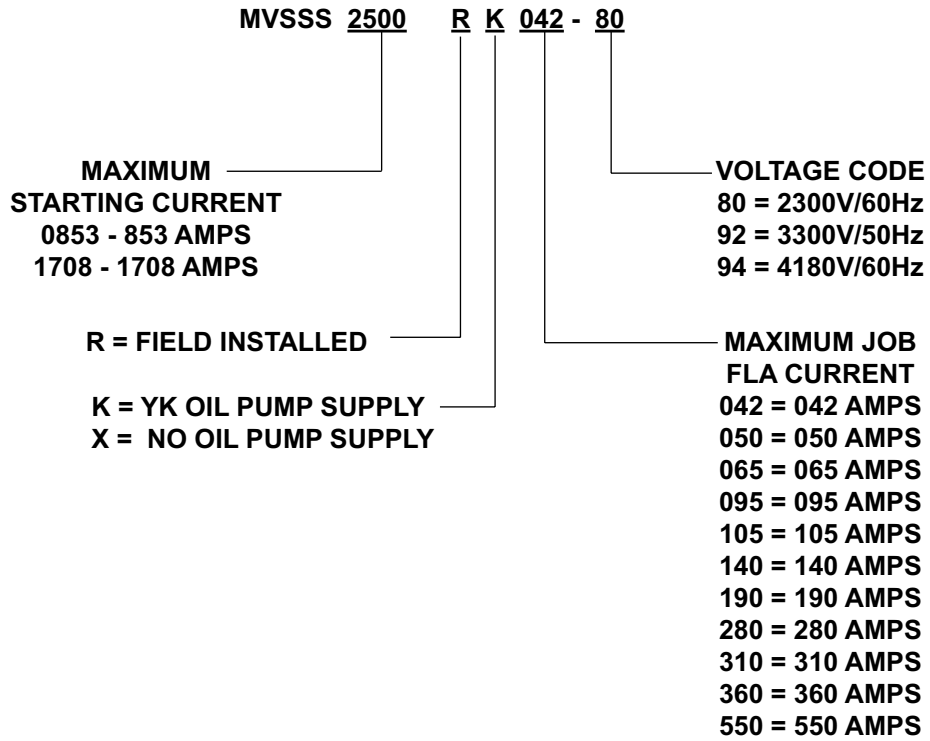 MVSSS 2500 R K 042 - 80
MAXIMUM
STARTING CURRENT
0853 - 853 AMPS
1708 - 1708 AMPS
R = FIELD INSTALLED
K = YK OIL PUMP SUPPLY
X = NO OIL PUMP SUPPLY
VOLTAGE CODE
80 = 2300V/60Hz
92 = 3300V/50Hz
94 = 4180V/60Hz
MAXIMUM JOB
FLA CURRENT
042 = 042 AMPS
050 = 050 AMPS
065 = 065 AMPS
095 = 095 AMPS
105 = 105 AMPS
140 = 140 AMPS
190 = 190 AMPS
280 = 280 AMPS
310 = 310 AMPS
360 = 360 AMPS
550 = 550 AMPS